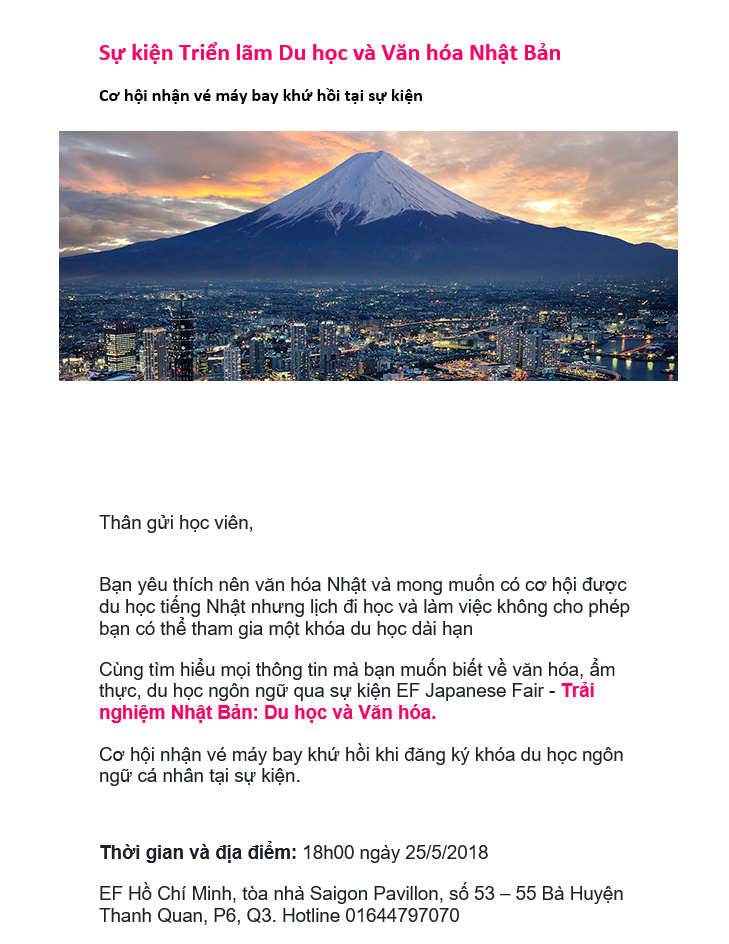 Sự kiện Triển lãm Du học và Văn hóa Nhật Bản
Cơ hội nhận vé máy bay khứ hồi tại sự kiện
Thân gửi học viên,
Bạn yêu thích nên văn hóa Nhật và mong muốn có cơ hội được
du học tiếng Nhật nhưng lịch đi học và làm việc không cho phép
bạn có thể tham gia một khóa du học dài hạn
Cùng tìm hiểu mọi thông tin mà bạn muốn biết về văn hóa, ẩm
thực, du học ngôn ngữ qua sự kiện EF Japanese Fair - Trải
nghiệm Nhật Bản: Du học và Văn hóa.
Cơ hội nhận vé máy bay khứ hồi khi đăng ký khóa du học ngôn
ngữ cá nhân tại sự kiện.
Thời gian và địa điểm: 18h00 ngày 25/5/2018
EF Hồ Chí Minh, tòa nhà Saigon Pavillon, số 53 – 55 Bà Huyện
Thanh Quan, P6, Q3. Hotline 01644797070